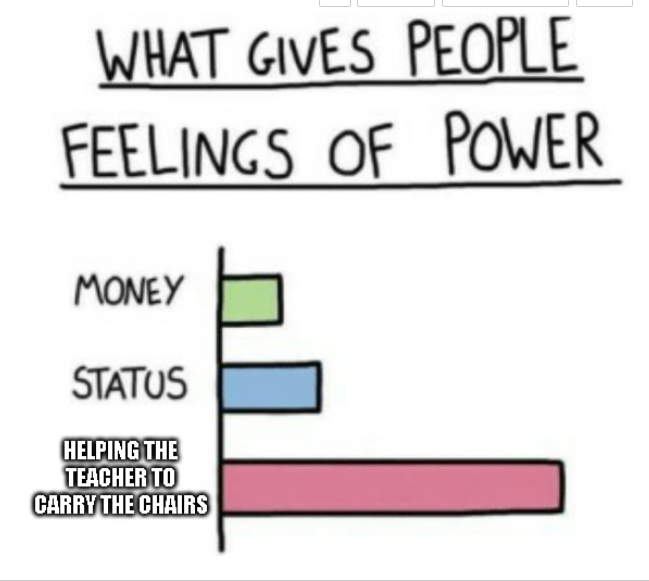 WHAT GIVES PEOPLE
FEELINGS OF POWER
MONEY
STATUS
HELPING THE
TEACHER TO
CARRY THE CHAIRS